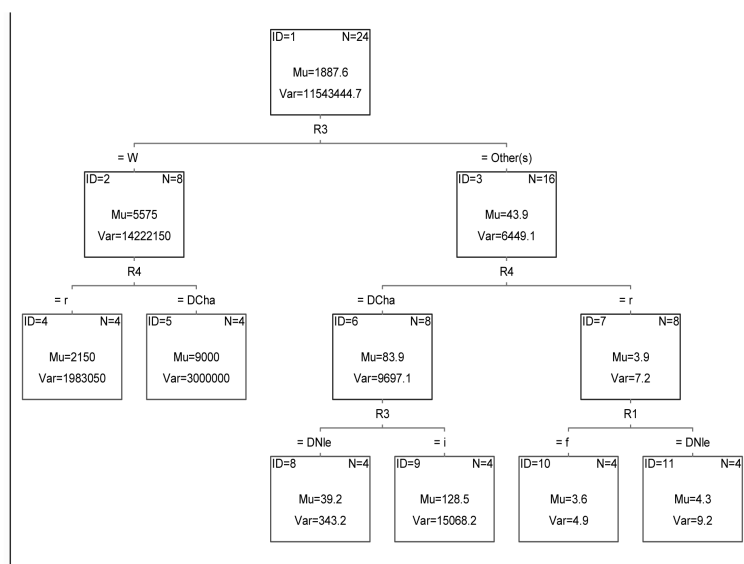 ID=1 N=24
Mu=1887.6
Var=11543444.7
R3
= W = Other(s)
ID=2 N=8 ID=3 N=16
Mu=5575 Mu=43.9
Var=14222150 Var=6449.1
R4 R4
= r = DCha = DCha = r
ID=4 N=4 ID=5 N=4 ID=6 N=8 ID=7 N=8
Mu=2150 Mu=9000 Mu=83.9 Mu=3.9
Var=1983050 Var=3000000 Var=9697.1 Var=7.2
R3 R1
= DNle = i = f = DNle
ID=8 N=4 ID=9 N=4 ID=10 N=4 ID=11 N=4
Mu=39.2 Mu=128.5 Mu=3.6 Mu=4.3
Var=343.2 Var=15068.2 Var=4.9 Var=9.2